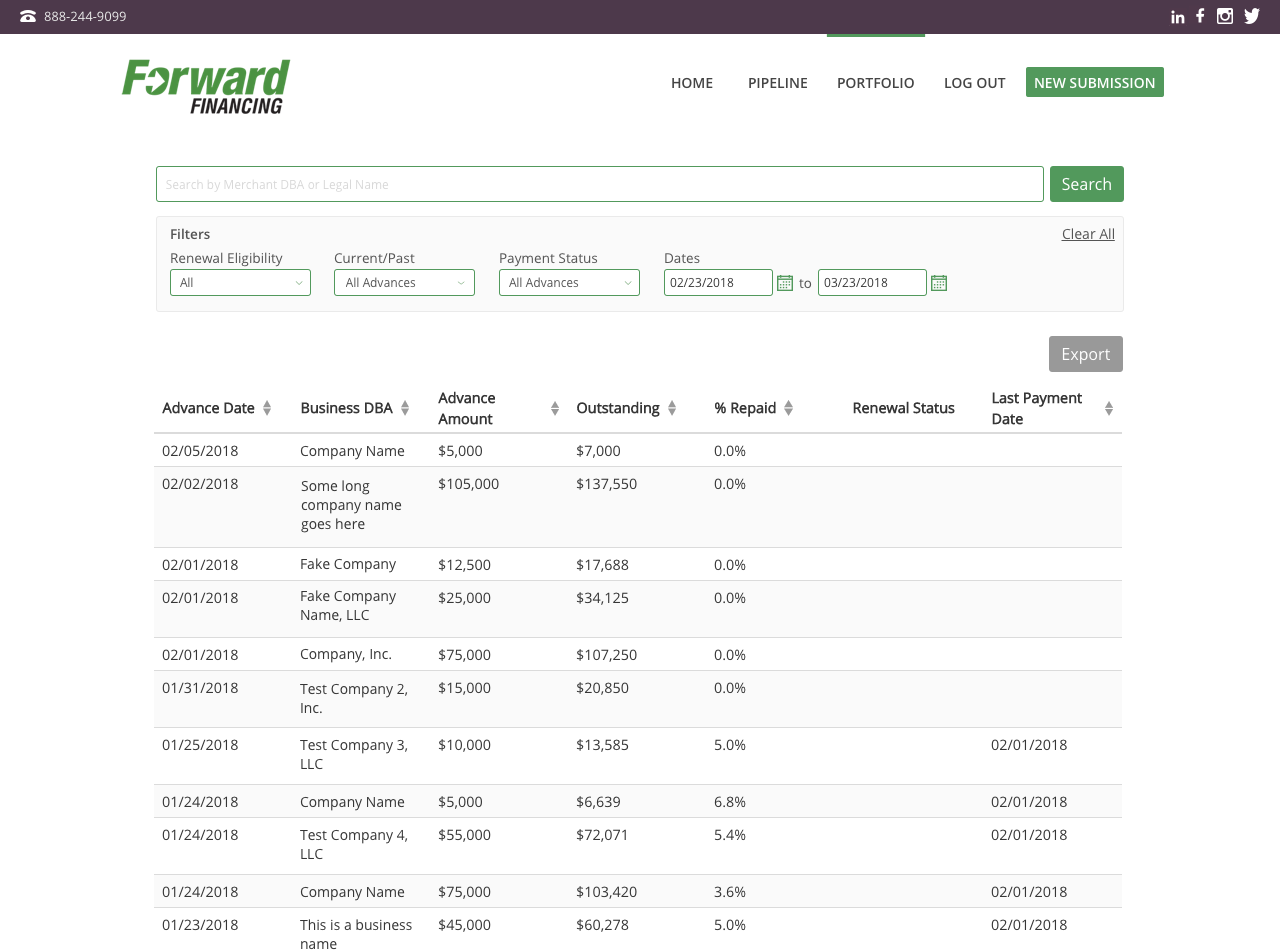 888-244-9099
Forward
FINANCING
HOME PIPELINE PORTFOLIO LOG OUT NEW SUBMISSION
Search by Merchant DBA or Legal Name Search
Filters Clear All
Renewal Eligibility Current/Past Payment Status Dates
All All Advances All Advances 02/23/2018 to 03/23/2018
Export
Advance Date Business DBA Advance Amount Outstanding % Repaid Renewal Status Last Payment Date
02/05/2018 Company Name $5,000 $7,000 0.0%
02/02/2018 Some long company name goes here $105,000 $137,550 0.0%
02/01/2018 Fake Company $12,500 $17,688 0.0%
02/01/2018 Fake Company Name, LLC $25,000 $34,125 0.0%
02/01/2018 Company, Inc. $75,000 $107,250 0.0%
01/31/2018 Test Company 2, Inc. $15,000 $20,850 0.0%
01/25/2018 Test Company 3, LLC $10,000 $13,585 5.0% 02/01/2018
01/24/2018 Company Name $5,000 $6,639 6.8% 02/01/2018
01/24/2018 Test Company 4, LLC $55,000 $72,071 5.4% 02/01/2018
01/24/2018 Company Name $75,000 $103,420 3.6% 02/01/2018
01/23/2018 This is a business name $45,000 $60,278 5.0% 02/01/2018